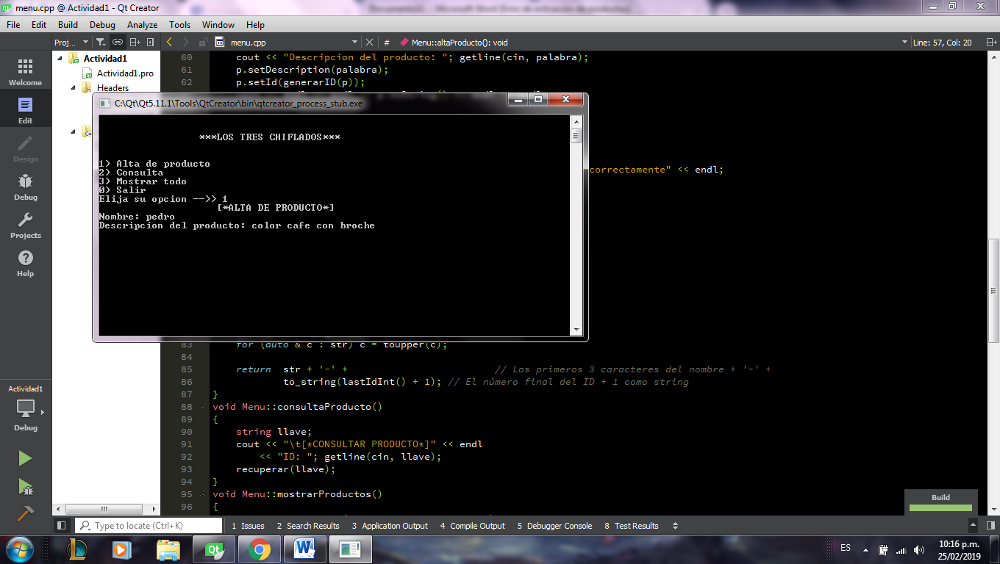 menu.cpp @ Actividad1 - Qt Creator
File Edit Build Debug Analyze Tools Window Help
Proj... menu.cpp # Menu::altaProducto(): void Line: 57, Col: 20
Welcome
Edit
Design
Debug
Projects
Help
Actividad1
Debug
Actividad1
Actividad1.pro
Headers
60 cout << "Descripcion del producto: "; getline(cin, palabra);
61 p.setDescription(palabra);
62 p.setId(generarID(p));
C:\Qt\Qt5.11.1\Tools\QtCreator\bin\qtcreator_process_stub.exe
***LOS TRES CHIFLADOS***
1) Alta de producto
2) Consulta
3) Mostrar todo
0) Salir
Elija su opcion -->> 1
[*ALTA DE PRODUCTO*]
Nombre: pedro
Descripcion del producto: color cafe con broche
correctamente" << endl;
83 for (auto & c : str) c = toupper(c);
84
85 return str + '-' + // Los primeros 3 caracteres del nombre + '-' +
86 to_string(lastIdInt() + 1); // El número final del ID + 1 como string
87 }
88 void Menu::consultaProducto()
89 {
90 string llave;
91 cout << "\t[*CONSULTAR PRODUCTO*]" << endl
92 << "ID: "; getline(cin, llave);
93 recuperar(llave);
94 }
95 void Menu::mostrarProductos()
96 {
Build
Type to locate (Ctrl+K) 1 Issues 2 Search Results 3 Application Output 4 Compile Output 5 Debugger Console 8 Test Results
ES 10:16 p.m.
25/02/2019